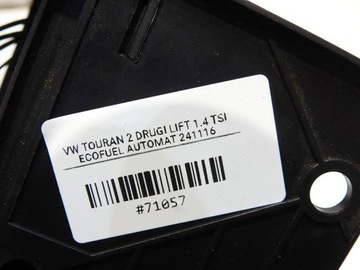 VW TOURAN 2 DRUGI LIFT 1.4 TSI
ECOFUEL AUTOMAT 241116
#71057